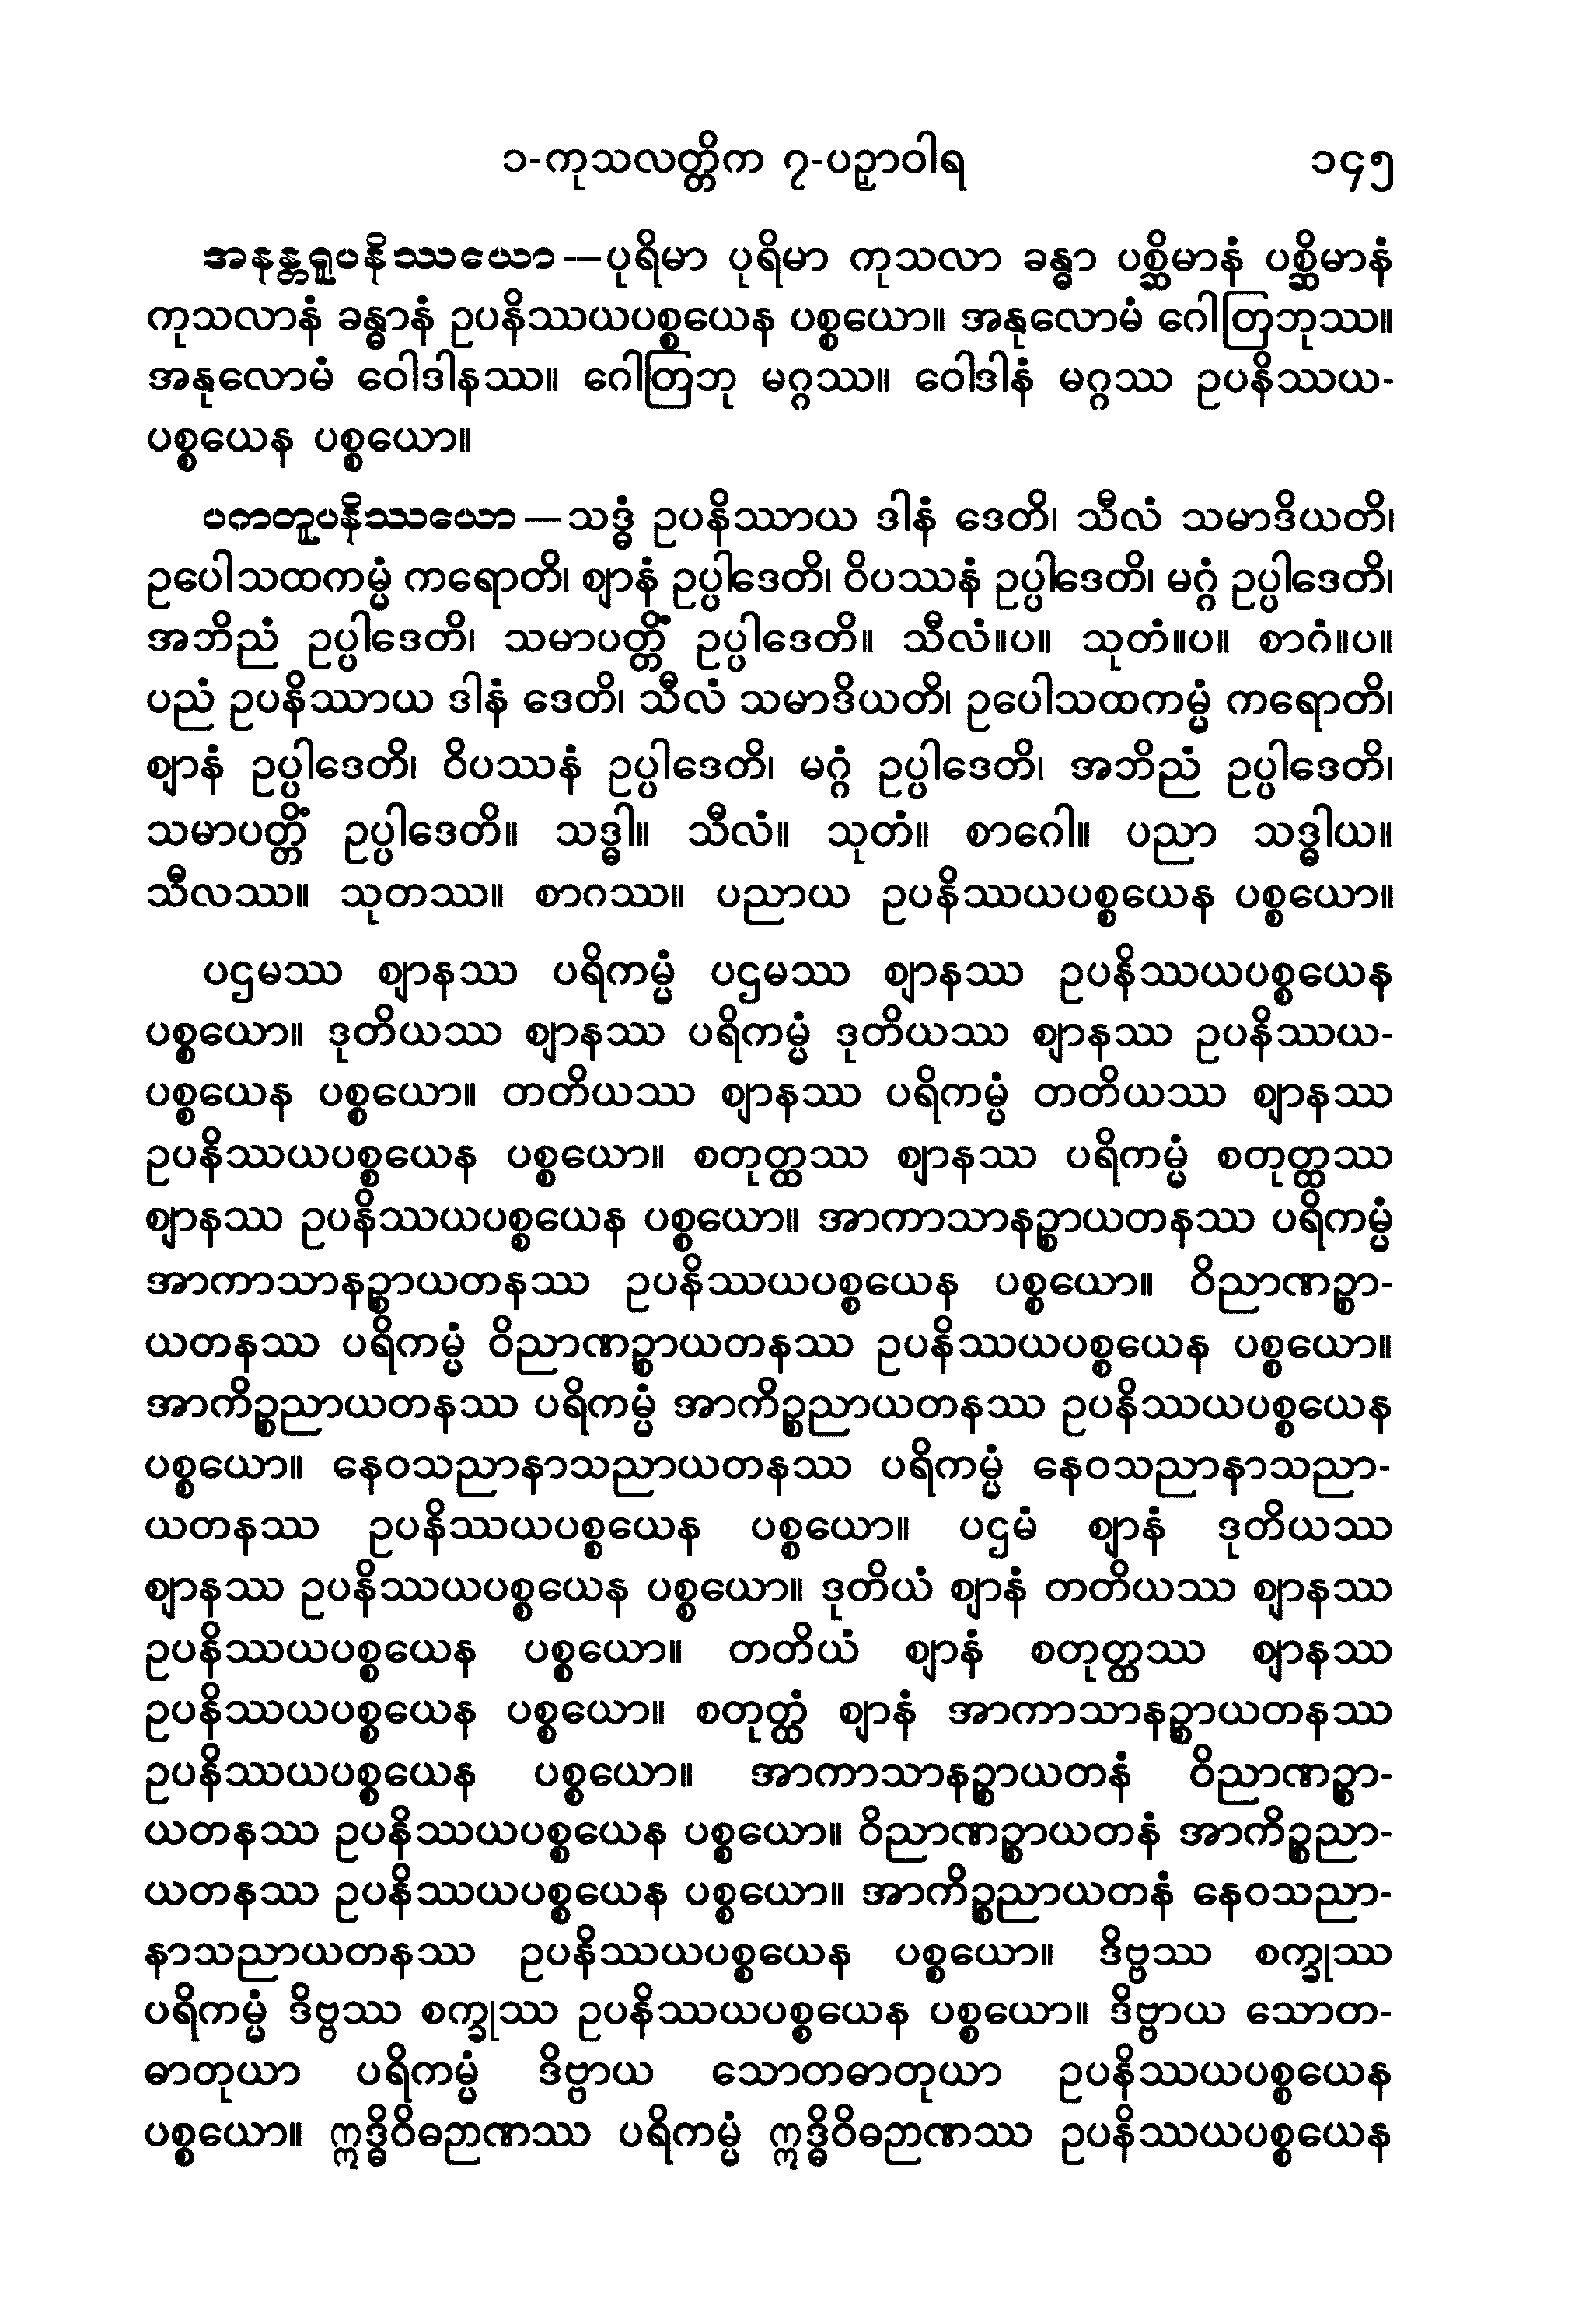 ၁-ကုသလတ္တိက ၇-ပဉှာဝါရ ၁၄၅
အနန္တရူပနိဿယော—ပုရိမာ ပုရိမာ ကုသလာ ခန္ဓာ ပစ္ဆိမာနံ ပစ္ဆိမာနံ
ကုသလာနံ ခန္ဓာနံ ဥပနိဿယပစ္စယေန ပစ္စယော။ အနုလောမံ ဂေါတြဘုဿ။
အနုလောမံ ဝေါဒါနဿ။ ဂေါတြဘု မဂ္ဂဿ။ ဝေါဒါနံ မဂ္ဂဿ ဥပနိဿယ-
ပစ္စယေန ပစ္စယော။
ပကတူပနိဿယော—သဒ္ဓံ ဥပနိဿာယ ဒါနံ ဒေတိ၊ သီလံ သမာဒိယတိ၊
ဥပေါသထကမ္မံ ကရောတိ၊ ဈာနံ ဥပ္ပါဒေတိ၊ ဝိပဿနံ ဥပ္ပါဒေတိ၊ မဂ္ဂံ ဥပ္ပါဒေတိ၊
အဘိညံ ဥပ္ပါဒေတိ၊ သမာပတ္တိံ ဥပ္ပါဒေတိ။ သီလံ။ပ။ သုတံ။ပ။ စာဂံ။ပ။
ပညံ ဥပနိဿာယ ဒါနံ ဒေတိ၊ သီလံ သမာဒိယတိ၊ ဥပေါသထကမ္မံ ကရောတိ၊
ဈာနံ ဥပ္ပါဒေတိ၊ ဝိပဿနံ ဥပ္ပါဒေတိ၊ မဂ္ဂံ ဥပ္ပါဒေတိ၊ အဘိညံ ဥပ္ပါဒေတိ၊
သမာပတ္တိံ ဥပ္ပါဒေတိ။ သဒ္ဓါ။ သီလံ။ သုတံ။ စာဂေါ။ ပညာ သဒ္ဓါယ။
သီလဿ။ သုတဿ။ စာဂဿ။ ပညာယ ဥပနိဿယပစ္စယေန ပစ္စယော။
ပဌမဿ ဈာနဿ ပရိကမ္မံ ပဌမဿ ဈာနဿ ဥပနိဿယပစ္စယေန
ပစ္စယော။ ဒုတိယဿ ဈာနဿ ပရိကမ္မံ ဒုတိယဿ ဈာနဿ ဥပနိဿယ-
ပစ္စယေန ပစ္စယော။ တတိယဿ ဈာနဿ ပရိကမ္မံ တတိယဿ ဈာနဿ
ဥပနိဿယပစ္စယေန ပစ္စယော။ စတုတ္ထဿ ဈာနဿ ပရိကမ္မံ စတုတ္ထဿ
ဈာနဿ ဥပနိဿယပစ္စယေန ပစ္စယော။ အာကာသာနဉ္စာယတနဿ ပရိကမ္မံ
အာကာသာနဉ္စာယတနဿ ဥပနိဿယပစ္စယေန ပစ္စယော။ ဝိညာဏဉ္စာ-
ယတနဿ ပရိကမ္မံ ဝိညာဏဉ္စာယတနဿ ဥပနိဿယပစ္စယေန ပစ္စယော။
အာကိဉ္စညာယတနဿ ပရိကမ္မံ အာကိဉ္စညာယတနဿ ဥပနိဿယပစ္စယေန
ပစ္စယော။ နေဝသညာနာသညာယတနဿ ပရိကမ္မံ နေဝသညာနာသညာ-
ယတနဿ ဥပနိဿယပစ္စယေန ပစ္စယော။ ပဌမံ ဈာနံ ဒုတိယဿ
ဈာနဿ ဥပနိဿယပစ္စယေန ပစ္စယော။ ဒုတိယံ ဈာနံ တတိယဿ ဈာနဿ
ဥပနိဿယပစ္စယေန ပစ္စယော။ တတိယံ ဈာနံ စတုတ္ထဿ ဈာနဿ
ဥပနိဿယပစ္စယေန ပစ္စယော။ စတုတ္ထံ ဈာနံ အာကာသာနဉ္စာယတနဿ
ဥပနိဿယပစ္စယေန ပစ္စယော။ အာကာသာနဉ္စာယတနံ ဝိညာဏဉ္စာ-
ယတနဿ ဥပနိဿယပစ္စယေန ပစ္စယော။ ဝိညာဏဉ္စာယတနံ အာကိဉ္စညာ-
ယတနဿ ဥပနိဿယပစ္စယေန ပစ္စယော။ အာကိဉ္စညာယတနံ နေဝသညာ-
နာသညာယတနဿ ဥပနိဿယပစ္စယေန ပစ္စယော။ ဒိဗ္ဗဿ စက္ခုဿ
ပရိကမ္မံ ဒိဗ္ဗဿ စက္ခုဿ ဥပနိဿယပစ္စယေန ပစ္စယော။ ဒိဗ္ဗာယ သောတ-
ဓာတုယာ ပရိကမ္မံ ဒိဗ္ဗာယ သောတဓာတုယာ ဥပနိဿယပစ္စယေန
ပစ္စယော။ ဣဒ္ဓိဝိဓဉာဏဿ ပရိကမ္မံ ဣဒ္ဓိဝိဓဉာဏဿ ဥပနိဿယပစ္စယေန